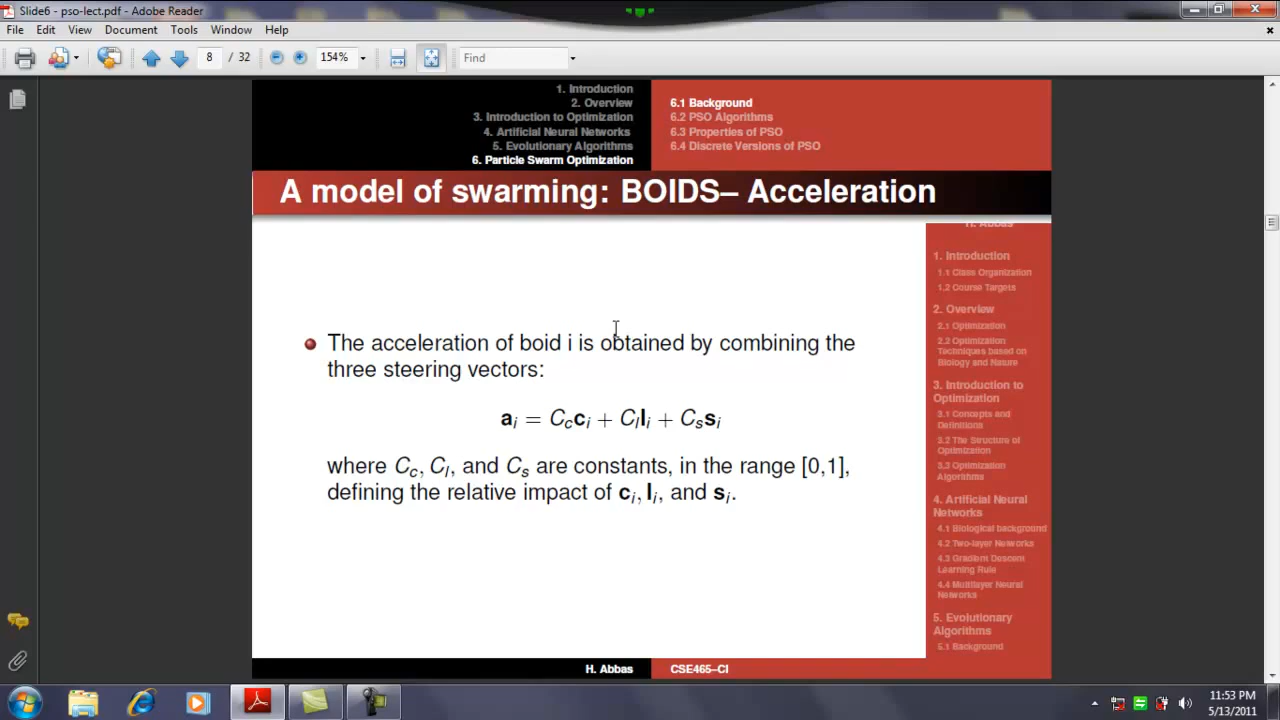 Slide6 - pso-lect.pdf - Adobe Reader
File Edit View Document Tools Window Help
8 / 32 154% Find
1. Introduction
2. Overview
3. Introduction to Optimization
4. Artificial Neural Networks
5. Evolutionary Algorithms
6. Particle Swarm Optimization
6.1 Background
6.2 PSO Algorithms
6.3 Properties of PSO
6.4 Discrete Versions of PSO
A model of swarming: BOIDS– Acceleration
The acceleration of boid i is obtained by combining the
three steering vectors:
aᵢ = C_c cᵢ + C_l lᵢ + C_s sᵢ
where C_c, C_l, and C_s are constants, in the range [0,1],
defining the relative impact of cᵢ, lᵢ, and sᵢ.
H. Abbas
1. Introduction
1.1 Class Organization
1.2 Course Targets
2. Overview
2.1 Optimization
2.2 Optimization
Techniques based on
Biology and Nature
3. Introduction to
Optimization
3.1 Concepts and
Definitions
3.2 The Structure of
Optimization
3.3 Optimization
Algorithms
4. Artificial Neural
Networks
4.1 Biological background
4.2 Two-layer Networks
4.3 Gradient Descent
Learning Rule
4.4 Multilayer Neural
Networks
5. Evolutionary
Algorithms
5.1 Background
H. Abbas CSE465–CI
11:53 PM
5/13/2011